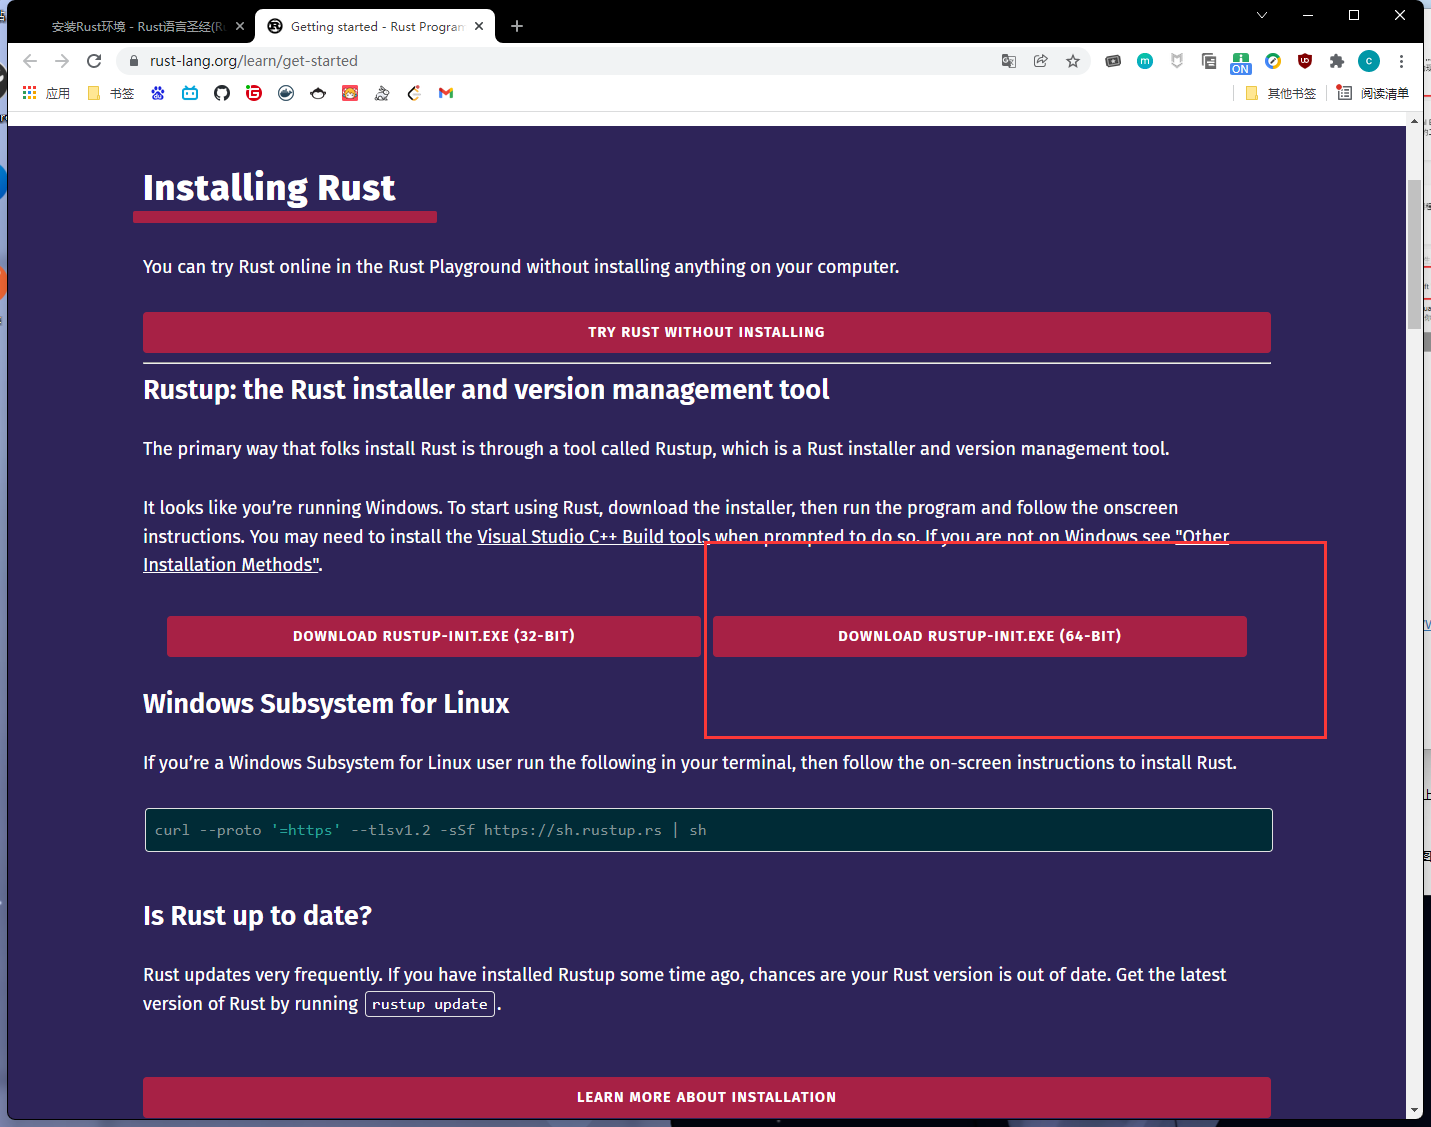 安装Rust环境 - Rust语言圣经(R
Getting started - Rust Program
rust-lang.org/learn/get-started
ON
应用
书签
其他书签
阅读清单
Installing Rust
You can try Rust online in the Rust Playground without installing anything on your computer.
TRY RUST WITHOUT INSTALLING
Rustup: the Rust installer and version management tool
The primary way that folks install Rust is through a tool called Rustup, which is a Rust installer and version management tool.
It looks like you’re running Windows. To start using Rust, download the installer, then run the program and follow the onscreen
instructions. You may need to install the Visual Studio C++ Build tools when prompted to do so. If you are not on Windows see "Other
Installation Methods".
DOWNLOAD RUSTUP-INIT.EXE (32-BIT)
DOWNLOAD RUSTUP-INIT.EXE (64-BIT)
Windows Subsystem for Linux
If you’re a Windows Subsystem for Linux user run the following in your terminal, then follow the on-screen instructions to install Rust.
curl --proto '=https' --tlsv1.2 -sSf https://sh.rustup.rs | sh
Is Rust up to date?
Rust updates very frequently. If you have installed Rustup some time ago, chances are your Rust version is out of date. Get the latest
version of Rust by running rustup update.
LEARN MORE ABOUT INSTALLATION